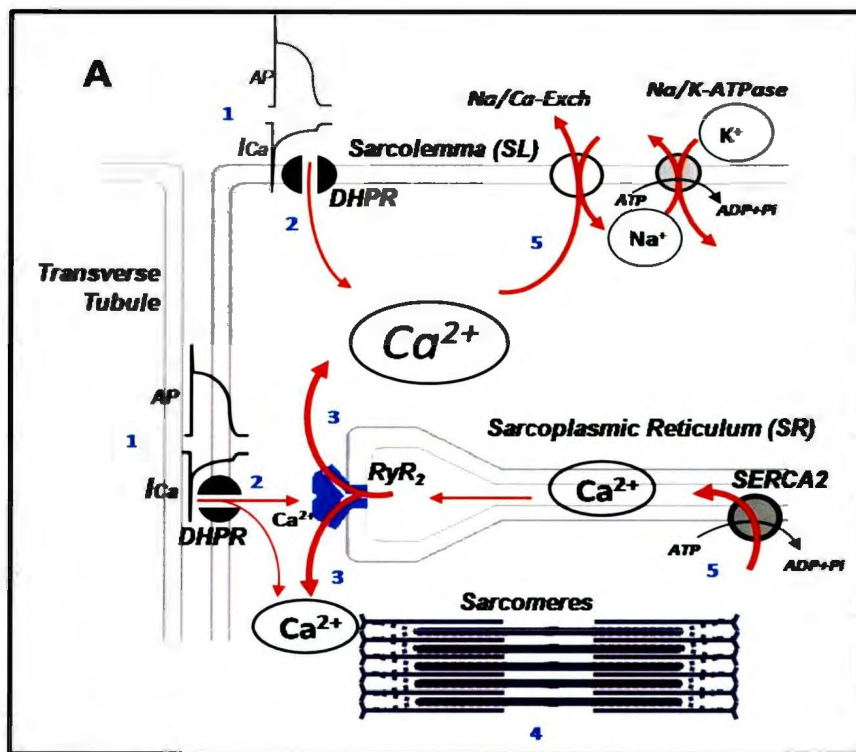 A
AP
1
ICa
Sarcolemma (SL)
DHPR
2
Na/Ca-Exch
Na/K-ATPase
K⁺
ATP
ADP+Pi
Na⁺
5
Transverse
Tubule
Ca²⁺
AP
1
ICa
2
DHPR
Ca²⁺
3
RyR₂
3
Sarcoplasmic Reticulum (SR)
Ca²⁺
SERCA2
ATP
ADP+Pi
5
Ca²⁺
Sarcomeres
4